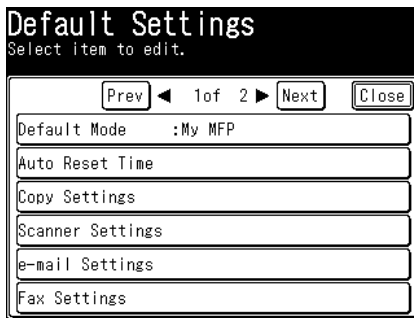 Default Settings
Select item to edit.
Prev ◀ 1of 2 ▶ Next Close
Default Mode :My MFP
Auto Reset Time
Copy Settings
Scanner Settings
e-mail Settings
Fax Settings